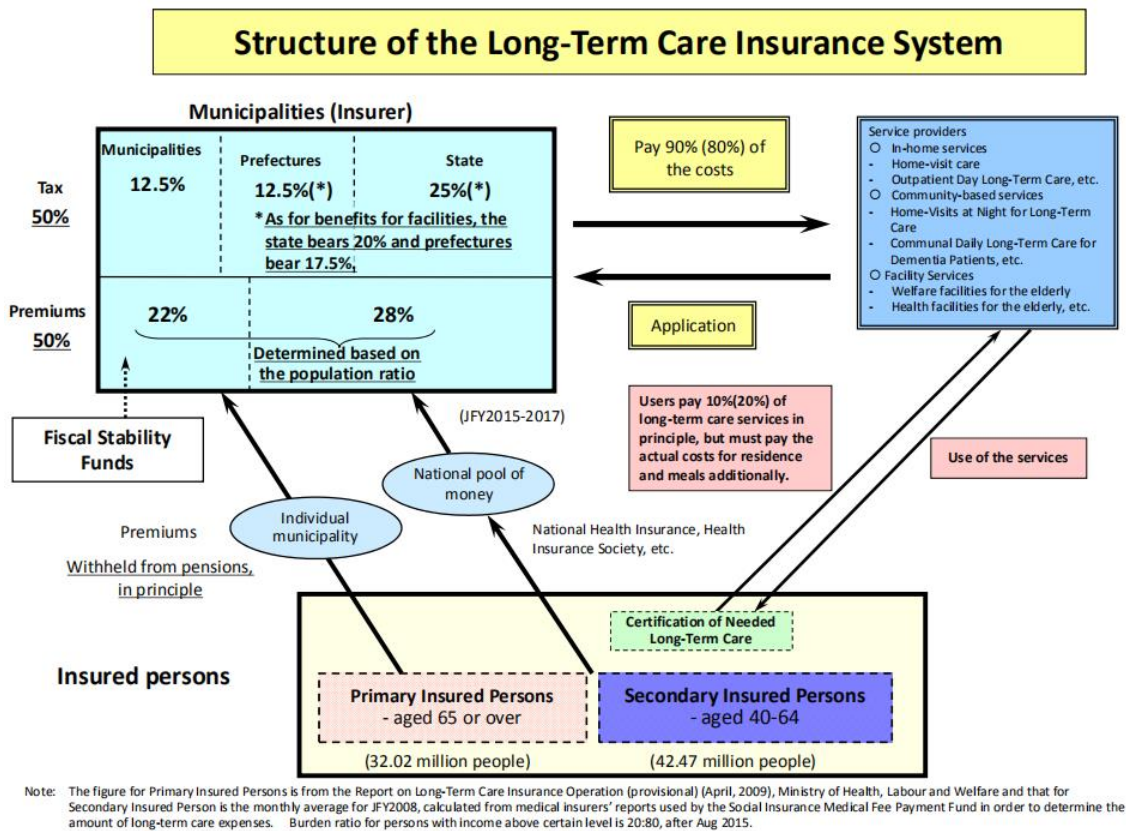 Structure of the Long-Term Care Insurance System
Municipalities (Insurer)
Tax
50%
Municipalities
12.5%
Prefectures
12.5%(*)
State
25%(*)
*As for benefits for facilities, the
state bears 20% and prefectures
bear 17.5%,
Premiums
50%
22%
28%
Determined based on
the population ratio
Pay 90% (80%) of
the costs
Application
Service providers
○ In-home services
- Home-visit care
- Outpatient Day Long-Term Care, etc.
○ Community-based services
- Home-Visits at Night for Long-Term
Care
- Communal Daily Long-Term Care for
Dementia Patients, etc.
○ Facility Services
- Welfare facilities for the elderly
- Health facilities for the elderly, etc.
Fiscal Stability
Funds
(JFY2015-2017)
Users pay 10%(20%) of
long-term care services in
principle, but must pay the
actual costs for residence
and meals additionally.
Use of the services
National pool of
money
Individual
municipality
Premiums
Withheld from pensions,
in principle
National Health Insurance, Health
Insurance Society, etc.
Certification of Needed
Long-Term Care
Insured persons
Primary Insured Persons
- aged 65 or over
(32.02 million people)
Secondary Insured Persons
- aged 40-64
(42.47 million people)
Note: The figure for Primary Insured Persons is from the Report on Long-Term Care Insurance Operation (provisional) (April, 2009), Ministry of Health, Labour and Welfare and that for
Secondary Insured Person is the monthly average for JFY2008, calculated from medical insurers' reports used by the Social Insurance Medical Fee Payment Fund in order to determine the
amount of long-term care expenses. Burden ratio for persons with income above certain level is 20:80, after Aug 2015.